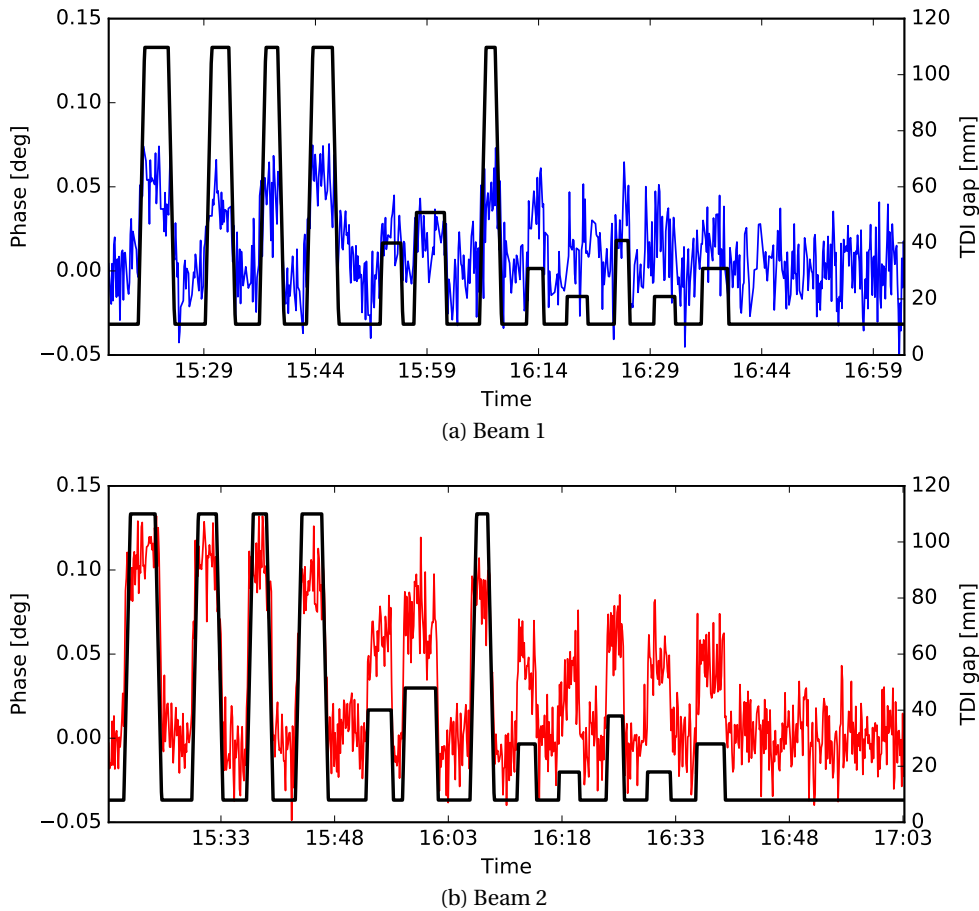 0.15
0.10
0.05
0.00
−0.05
Phase [deg]
120
100
80
60
40
20
0
TDI gap [mm]
15:29 15:44 15:59 16:14 16:29 16:44 16:59
Time
(a) Beam 1
0.15
0.10
0.05
0.00
−0.05
Phase [deg]
120
100
80
60
40
20
0
TDI gap [mm]
15:33 15:48 16:03 16:18 16:33 16:48 17:03
Time
(b) Beam 2